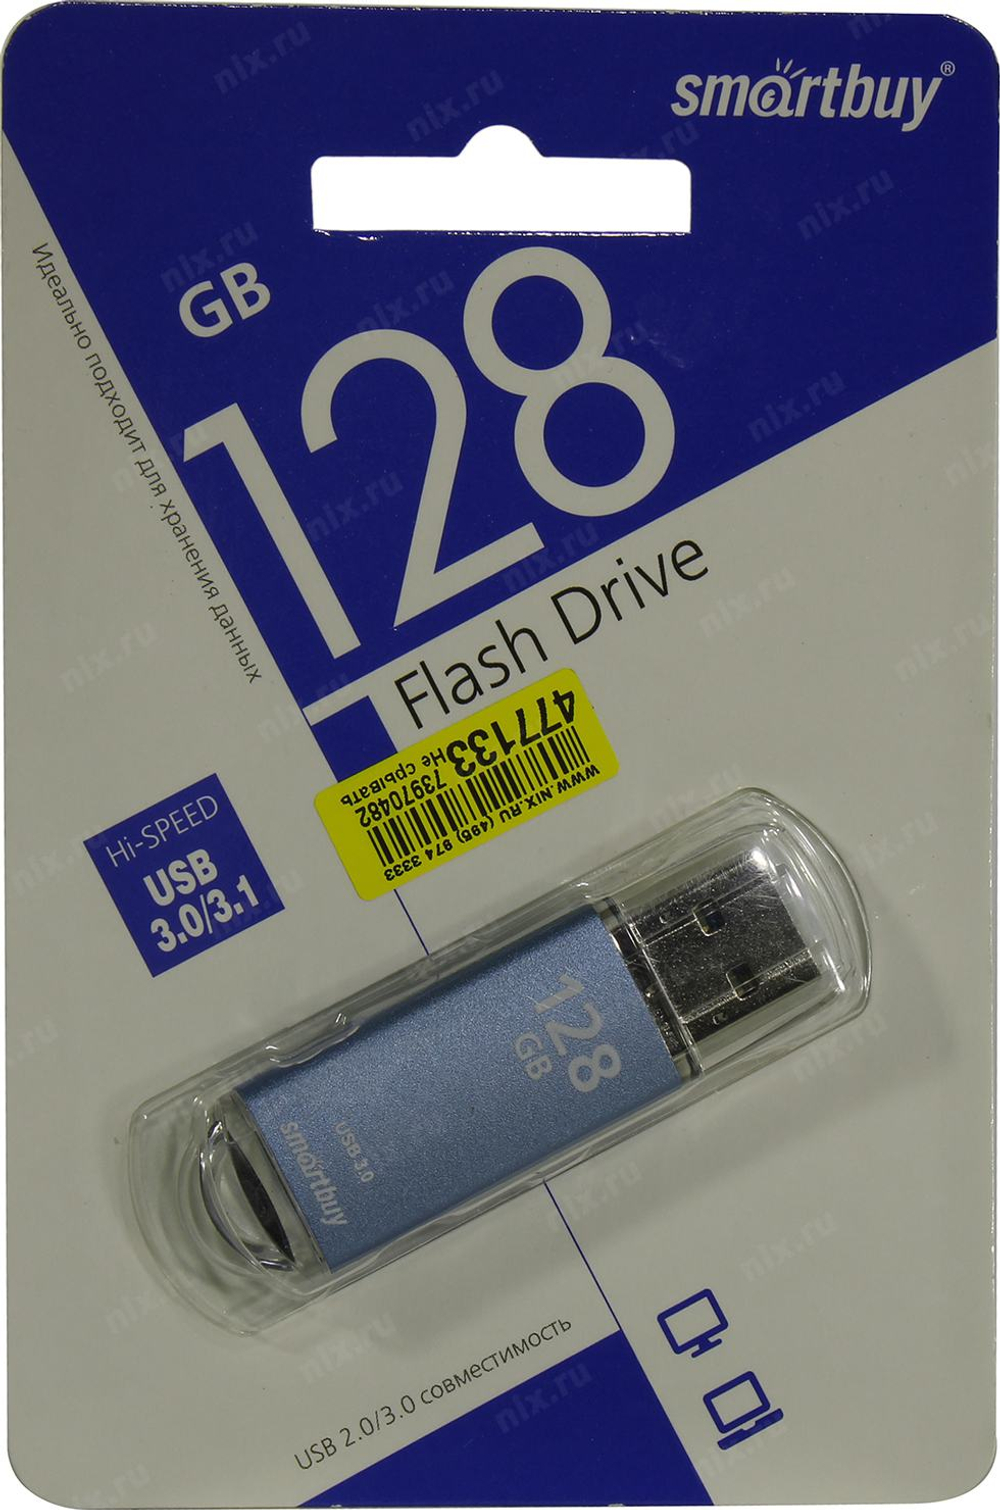 smartbuy®
GB
128
Идеально подходит для хранения данных
Flash Drive
477133
Не срывать
73970482
www.NIX.RU (495) 974 3333
Hi-SPEED
USB
3.0/3.1
128
GB
USB 3.0
smartbuy
USB 2.0/3.0 совместимость
nix.ru